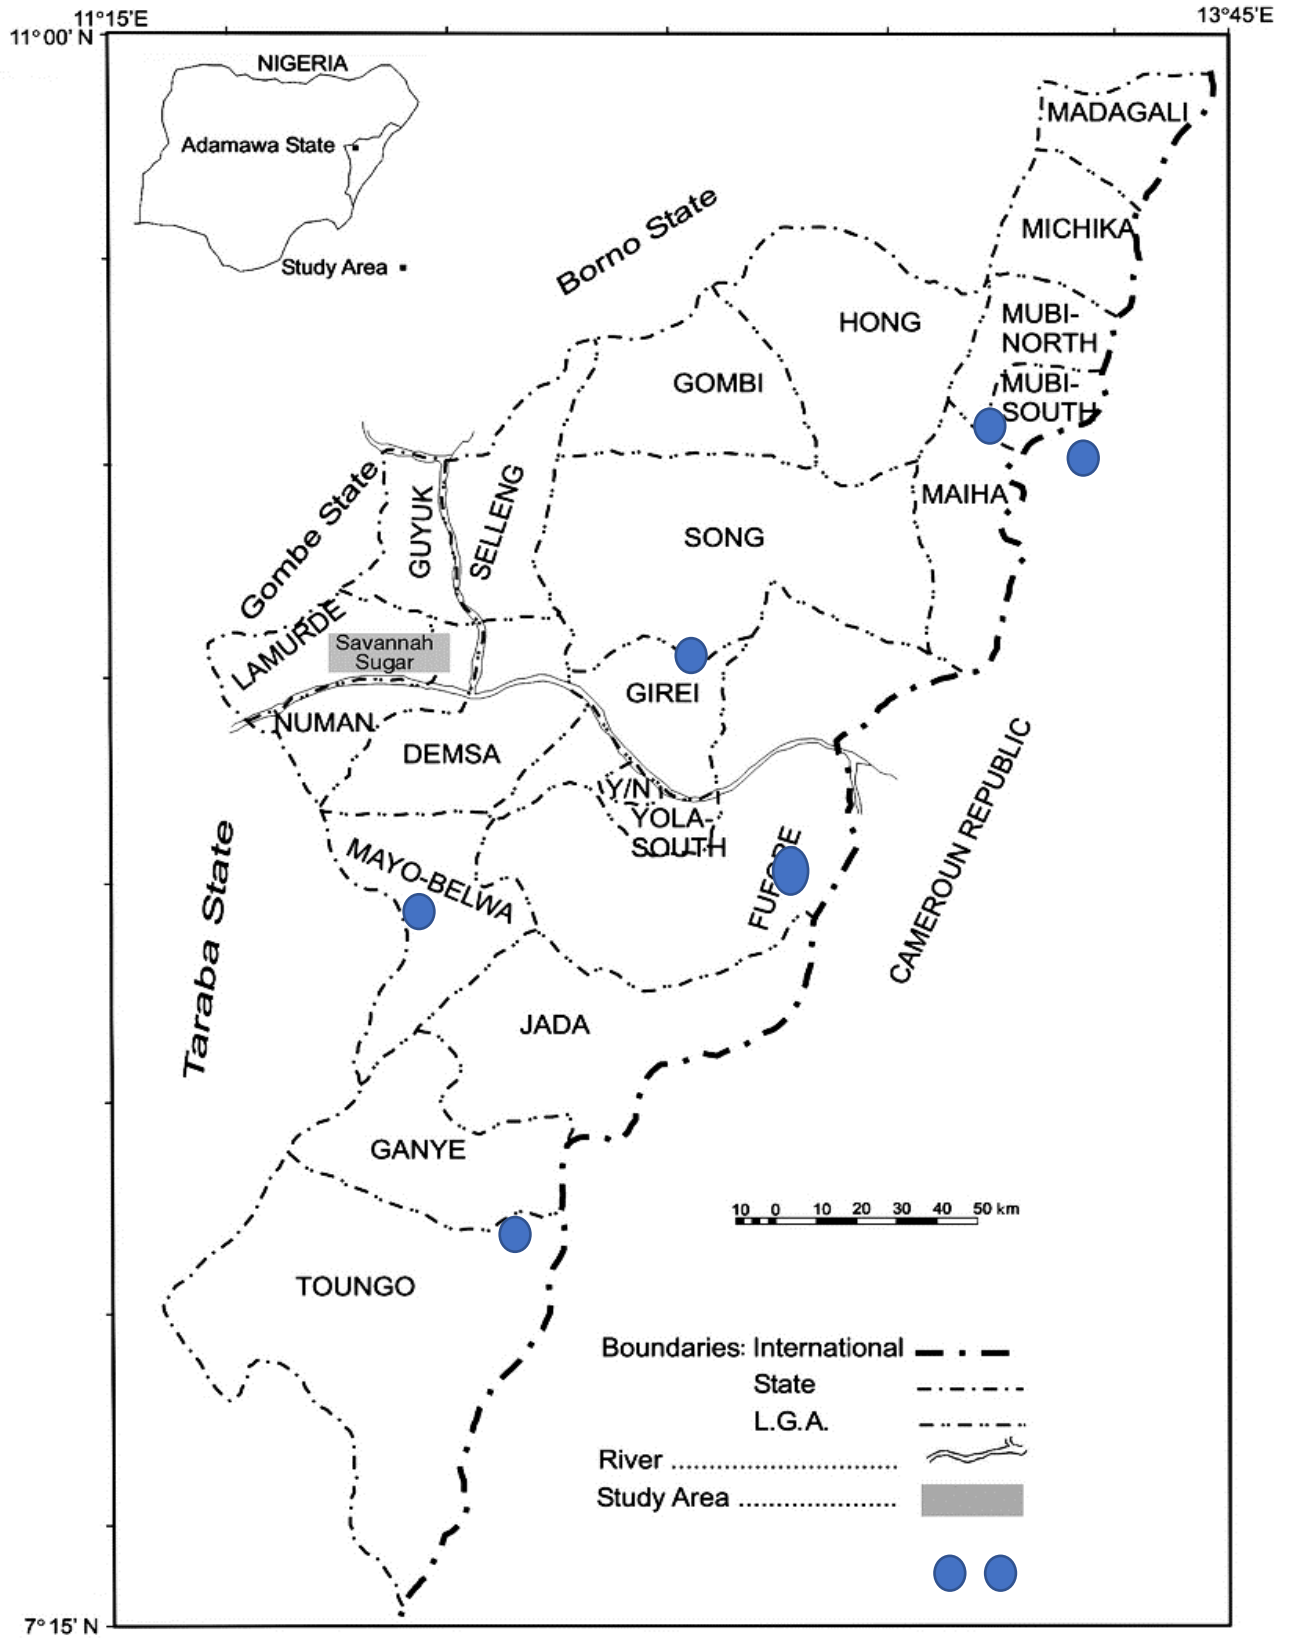 11°15'E
13°45'E
11°00' N
NIGERIA
Adamawa State
Study Area
MADAGALI
MICHIKA
Borno State
HONG
MUBI-
NORTH
GOMBI
MUBI-
SOUTH
Gombe State
GUYUK
SELLENG
MAIHA
SONG
LAMURDE
Savannah
Sugar
GIREI
NUMAN
DEMSA
Y/N
YOLA-
SOUTH
CAMEROUN REPUBLIC
Taraba State
MAYO-BELWA
JADA
GANYE
10 0 10 20 30 40 50 km
TOUNGO
Boundaries: International
State
L.G.A.
River
Study Area
7°15' N